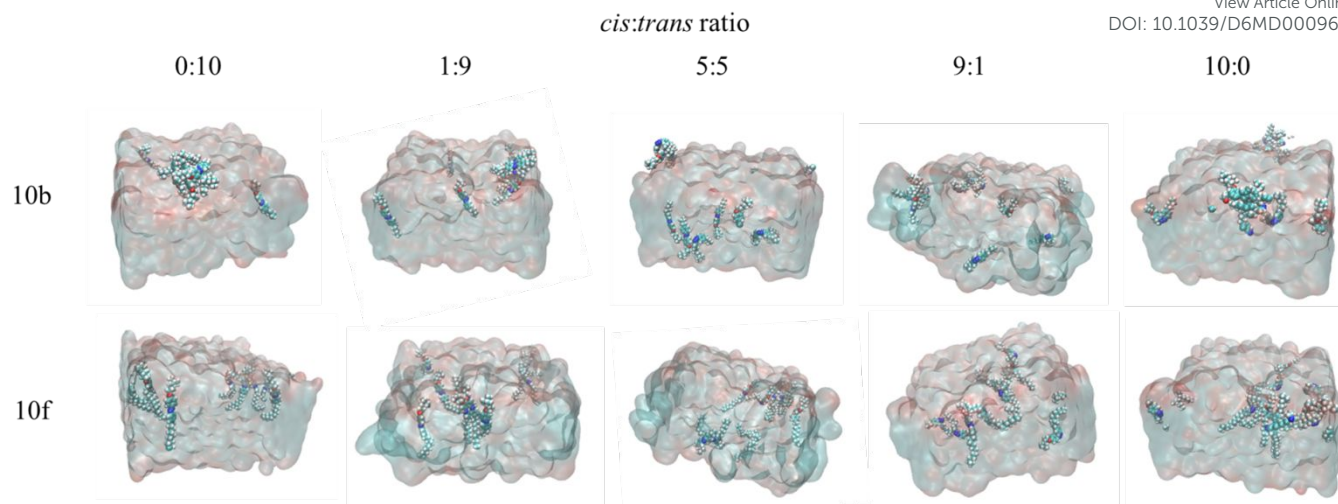 View Article Onlin
DOI: 10.1039/D6MD00096
cis:trans ratio
0:10 1:9 5:5 9:1 10:0
10b
10f